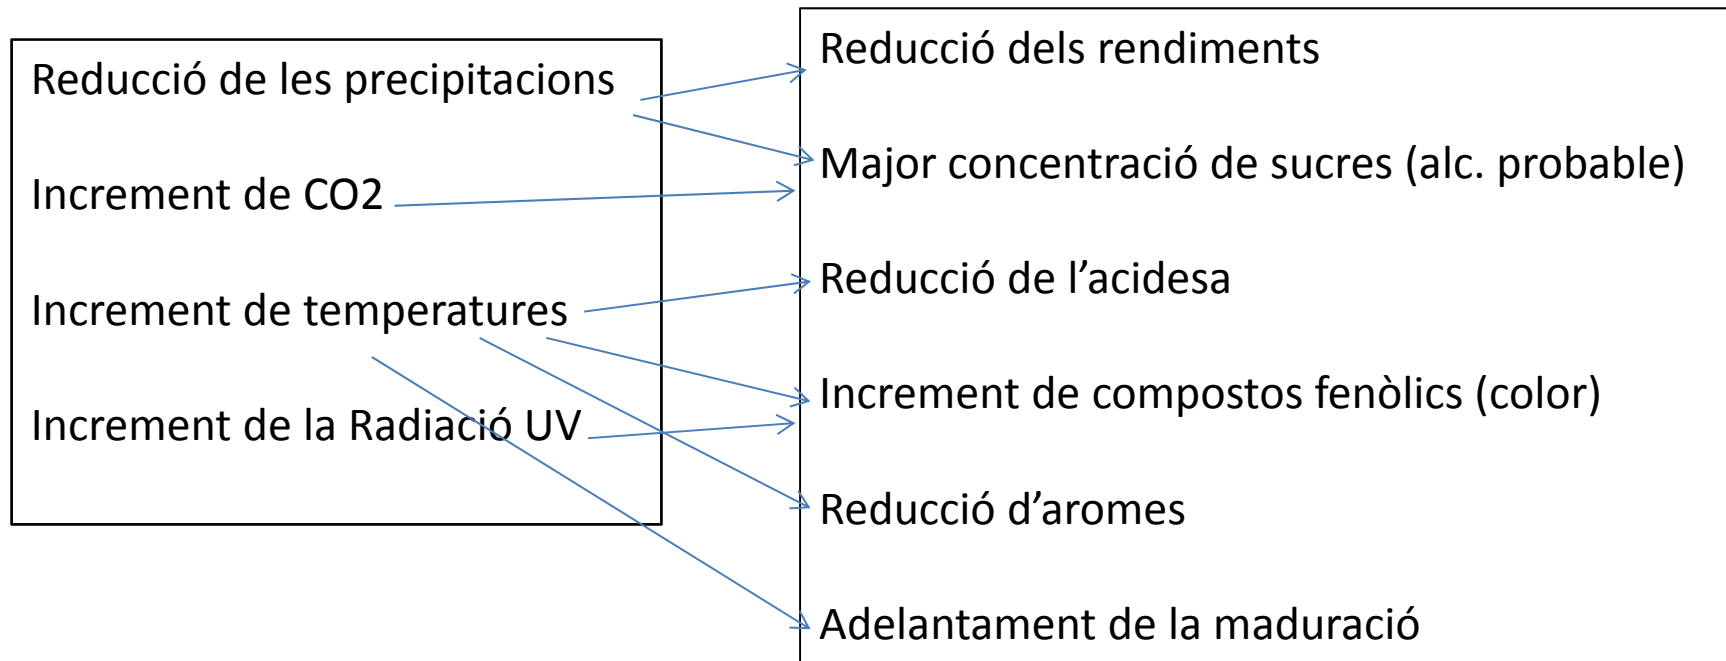 Reducció de les precipitacions
Increment de CO2
Increment de temperatures
Increment de la Radiació UV
Reducció dels rendiments
Major concentració de sucres (alc. probable)
Reducció de l’acidesa
Increment de compostos fenòlics (color)
Reducció d’aromes
Adelantament de la maduració